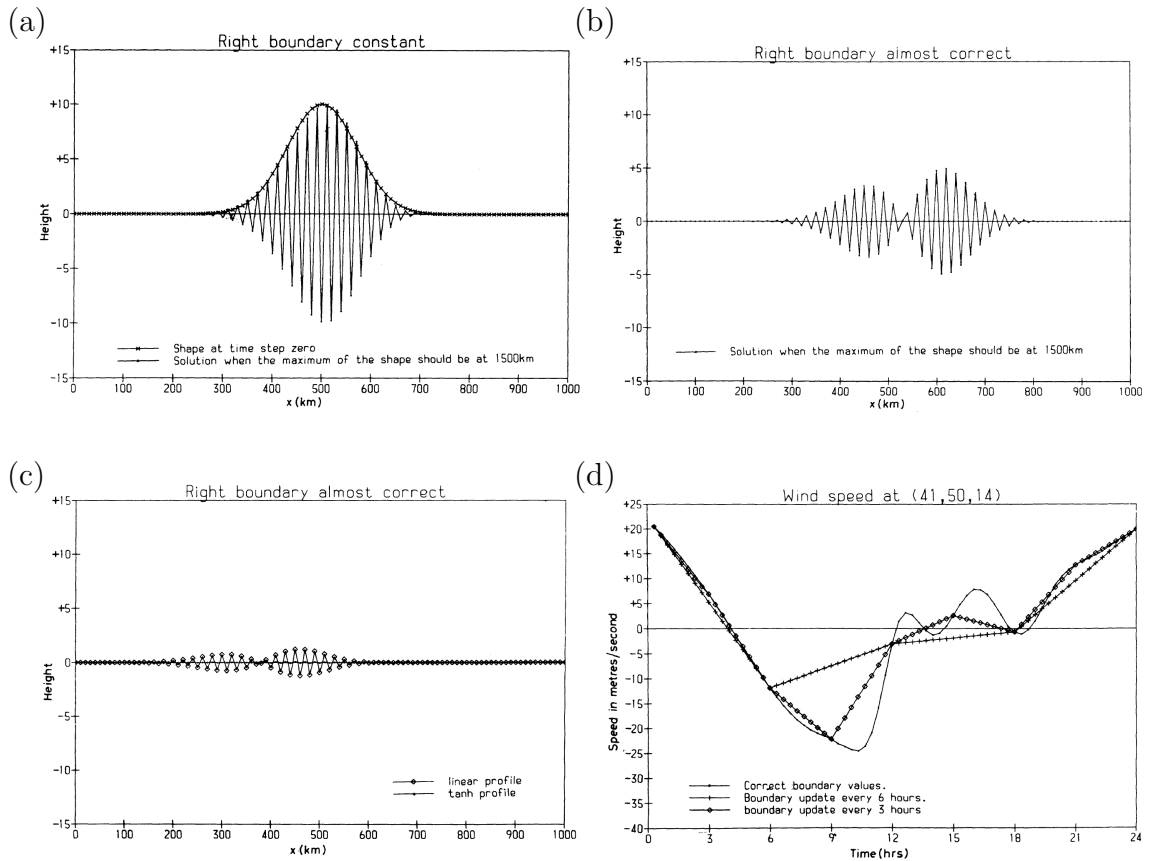 (a)
Right boundary constant
+15
+10
+5
0
-5
-10
-15
Height
Shape at time step zero
Solution when the maximum of the shape should be at 1500km
0 100 200 300 400 500 600 700 800 900 1000
x (km)
(b)
Right boundary almost correct
+15
+10
+5
0
-5
-10
-15
Height
Solution when the maximum of the shape should be at 1500km
0 100 200 300 400 500 600 700 800 900 1000
x (km)
(c)
Right boundary almost correct
+15
+10
+5
0
-5
-10
-15
Height
linear profile
tanh profile
0 100 200 300 400 500 600 700 800 900 1000
x (km)
(d)
Wind speed at (41,50,14)
+25
+20
+15
+10
+5
0
-5
-10
-15
-20
-25
-30
-35
-40
Speed in metres/second
Correct boundary values.
Boundary update every 6 hours.
boundary update every 3 hours
0 3 6 9 12 15 18 21 24
Time (hrs)